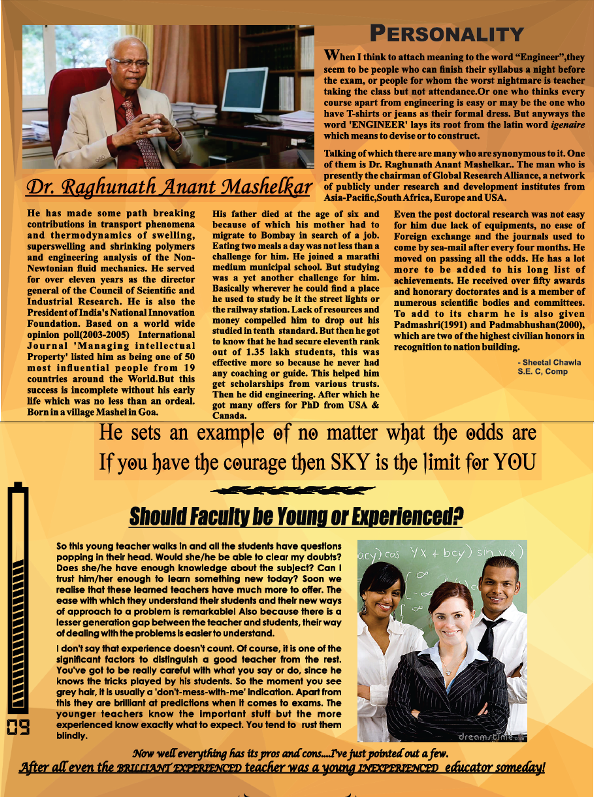 PERSONALITY
When I think to attach meaning to the word “Engineer”,they
seem to be people who can finish their syllabus a night before
the exam, or people for whom the worst nightmare is teacher
taking the class but not attendance.Or one who thinks every
course apart from engineering is easy or may be the one who
have T-shirts or jeans as their formal dress. But anyways the
word 'ENGINEER' lays its root from the latin word igenaire
which means to devise or to construct.
Talking of which there are many who are synonymous to it. One
of them is Dr. Raghunath Anant Mashelkar.. The man who is
presently the chairman of Global Research Alliance, a network
of publicly under research and development institutes from
Asia-Pacific,South Africa, Europe and USA.
Dr. Raghunath Anant Mashelkar
He has made some path breaking
contributions in transport phenomena
and thermodynamics of swelling,
superswelling and shrinking polymers
and engineering analysis of the Non-
Newtonian fluid mechanics. He served
for over eleven years as the director
general of the Council of Scientific and
Industrial Research. He is also the
President of India's National Innovation
Foundation. Based on a world wide
opinion poll(2003-2005) International
Journal 'Managing intellectual
Property' listed him as being one of 50
most influential people from 19
countries around the World.But this
success is incomplete without his early
life which was no less than an ordeal.
Born in a village Mashel in Goa.
His father died at the age of six and
because of which his mother had to
migrate to Bombay in search of a job.
Eating two meals a day was not less than a
challenge for him. He joined a marathi
medium municipal school. But studying
was a yet another challenge for him.
Basically wherever he could find a place
he used to study be it the street lights or
the railway station. Lack of resources and
money compelled him to drop out his
studied in tenth standard. But then he got
to know that he had secure eleventh rank
out of 1.35 lakh students, this was
effective more so because he never had
any coaching or guide. This helped him
get scholarships from various trusts.
Then he did engineering. After which he
got many offers for PhD from USA &
Canada.
Even the post doctoral research was not easy
for him due lack of equipments, no ease of
Foreign exchange and the journals used to
come by sea-mail after every four months. He
moved on passing all the odds. He has a lot
more to be added to his long list of
achievements. He received over fifty awards
and honorary doctorates and is a member of
numerous scientific bodies and committees.
To add to its charm he is also given
Padmashri(1991) and Padmabhushan(2000),
which are two of the highest civilian honors in
recognition to nation building.
- Sheetal Chawla
S.E. C, Comp
He sets an example of no matter what the odds are
If you have the courage then SKY is the limit for YOU
Should Faculty be Young or Experienced?
So this young teacher walks in and all the students have questions
popping in their head. Would she/he be able to clear my doubts?
Does she/he have enough knowledge about the subject? Can I
trust him/her enough to learn something new today? Soon we
realise that these learned teachers have much more to offer. The
ease with which they understand their students and their new ways
of approach to a problem is remarkable! Also because there is a
lesser generation gap between the teacher and students, their way
of dealing with the problems is easier to understand.
I don't say that experience doesn't count. Of course, it is one of the
significant factors to distinguish a good teacher from the rest.
You've got to be really careful with what you say or do, since he
knows the tricks played by his students. So the moment you see
grey hair, it is usually a 'don't-mess-with-me' indication. Apart from
this they are brilliant at predictions when it comes to exams. The
younger teachers know the important stuff but the more
experienced know exactly what to expect. You tend to rust them
blindly.
dreamstime
09
Now well everything has its pros and cons....I've just pointed out a few.
After all even the BRILLIANT EXPERIENCED teacher was a young INEXPERIENCED educator someday!